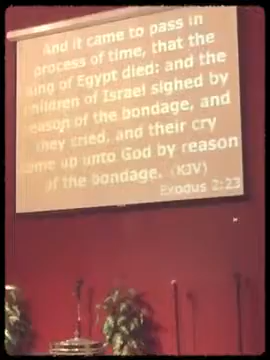 And it came to pass in
process of time, that the
king of Egypt died: and the
children of Israel sighed by
reason of the bondage, and
they cried, and their cry
came up unto God by reason
of the bondage. (KJV)
Exodus 2:23